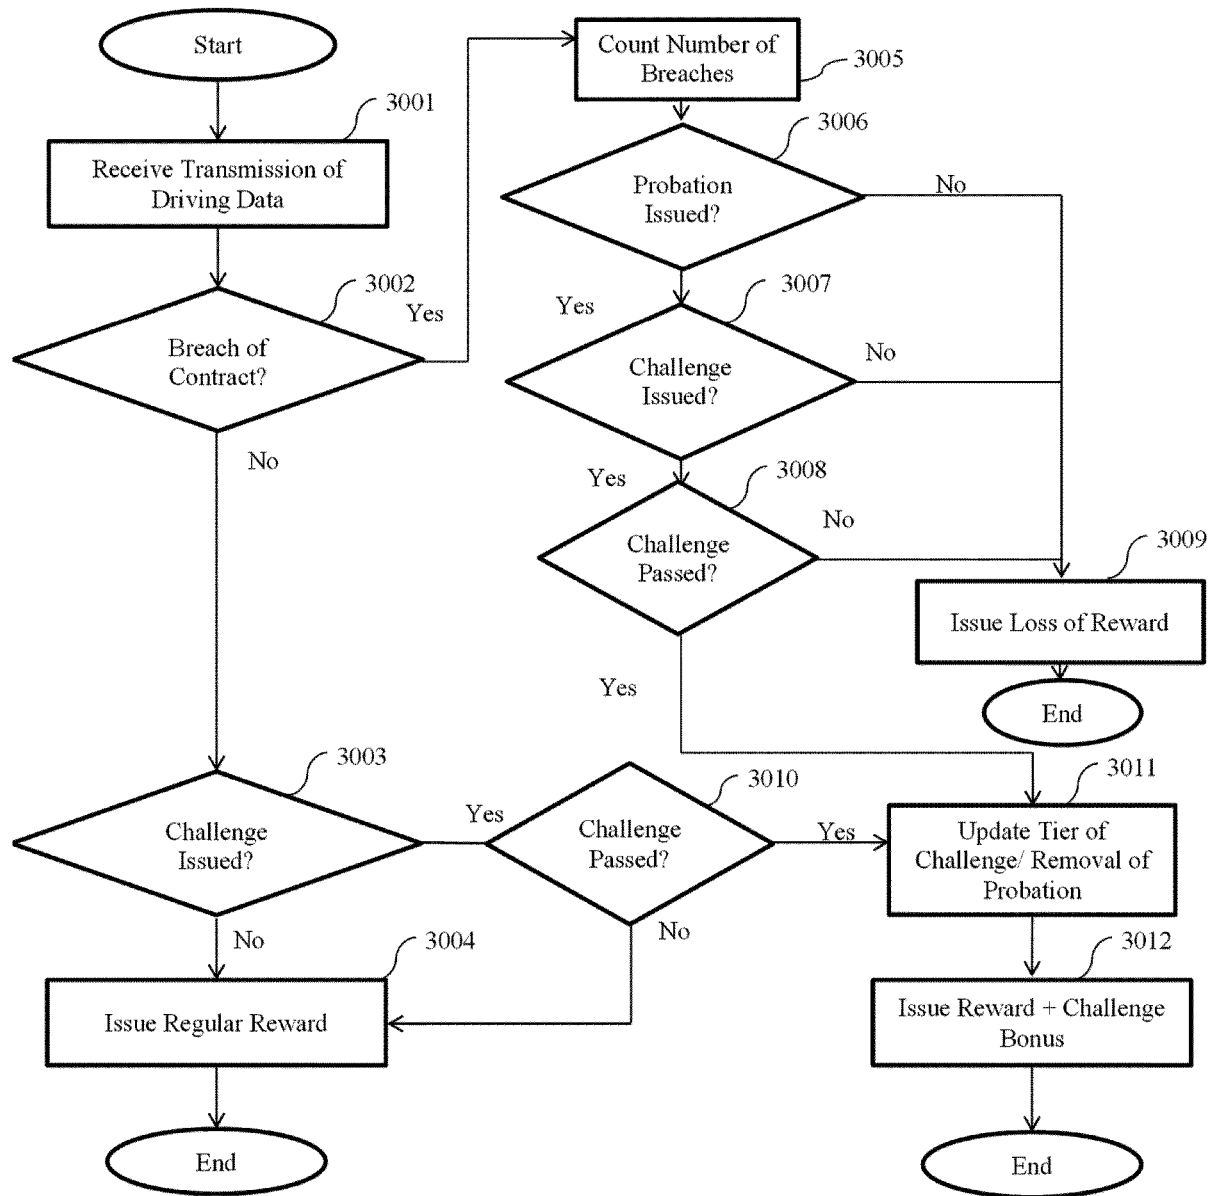 Start
3001
Receive Transmission of
Driving Data
3002
Breach of
Contract?
Yes
No
Count Number of
Breaches
3005
3006
Probation
Issued?
No
Yes
3007
Challenge
Issued?
No
Yes
3008
Challenge
Passed?
No
Yes
3009
Issue Loss of Reward
End
3003
Challenge
Issued?
Yes
No
3010
Challenge
Passed?
Yes
No
3011
Update Tier of
Challenge/ Removal of
Probation
3004
Issue Regular Reward
End
3012
Issue Reward + Challenge
Bonus
End